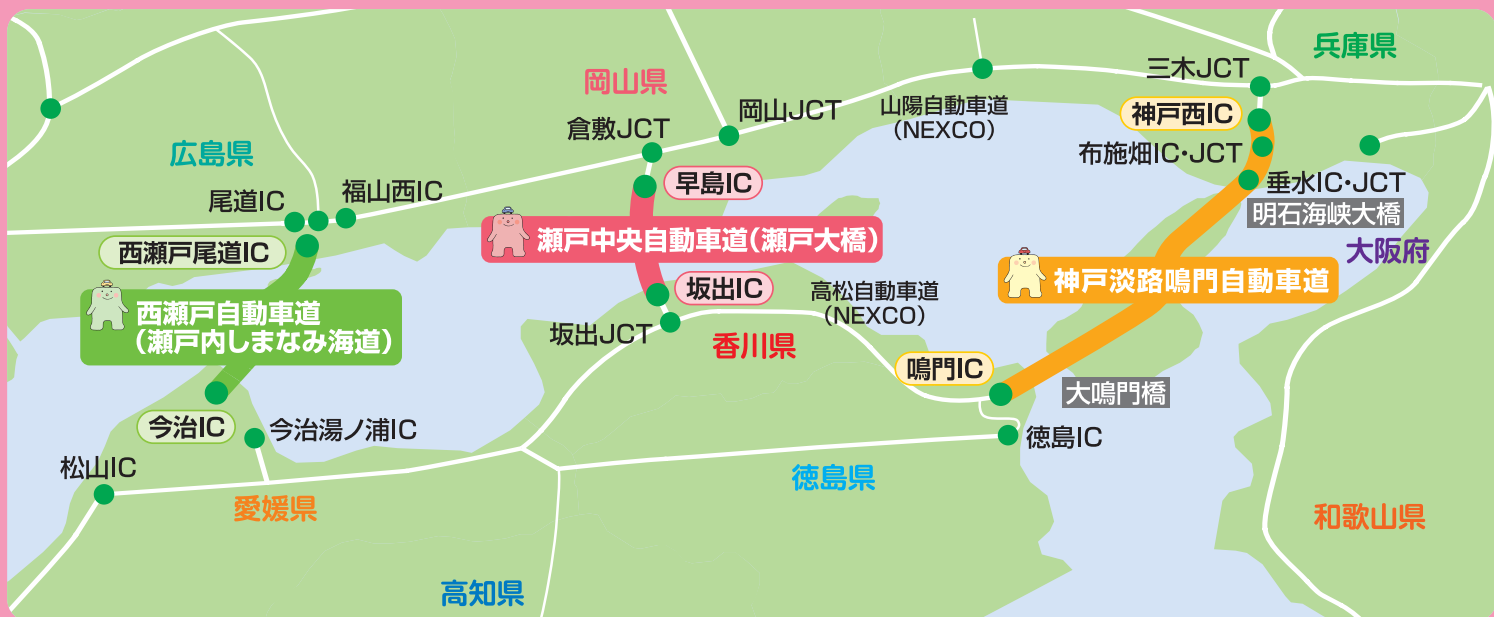 兵庫県
三木JCT
岡山県
岡山JCT
山陽自動車道
(NEXCO)
神戸西IC
倉敷JCT
布施畑IC・JCT
広島県
早島IC
垂水IC・JCT
尾道IC
福山西IC
明石海峡大橋
西瀬戸尾道IC
瀬戸中央自動車道(瀬戸大橋)
大阪府
坂出IC
高松自動車道
(NEXCO)
神戸淡路鳴門自動車道
西瀬戸自動車道
(瀬戸内しまなみ海道)
坂出JCT
香川県
鳴門IC
大鳴門橋
今治IC
今治湯ノ浦IC
徳島IC
松山IC
徳島県
愛媛県
和歌山県
高知県